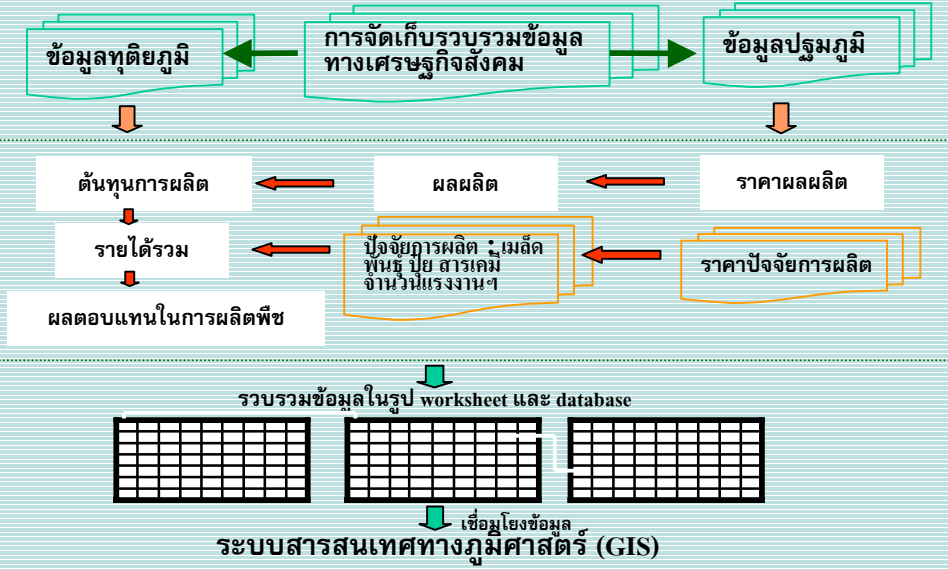 ข้อมูลทุติยภูมิ
การจัดเก็บรวบรวมข้อมูล
ทางเศรษฐกิจสังคม
ข้อมูลปฐมภูมิ
ต้นทุนการผลิต
ผลผลิต
ราคาผลผลิต
รายได้รวม
ปัจจัยการผลิต : เมล็ด
พันธุ์ ปุ๋ย สารเคมี
จำนวนแรงงานฯ
ราคาปัจจัยการผลิต
ผลตอบแทนในการผลิตพืช
รวบรวมข้อมูลในรูป worksheet และ database
เชื่อมโยงข้อมูล
ระบบสารสนเทศทางภูมิศาสตร์ (GIS)